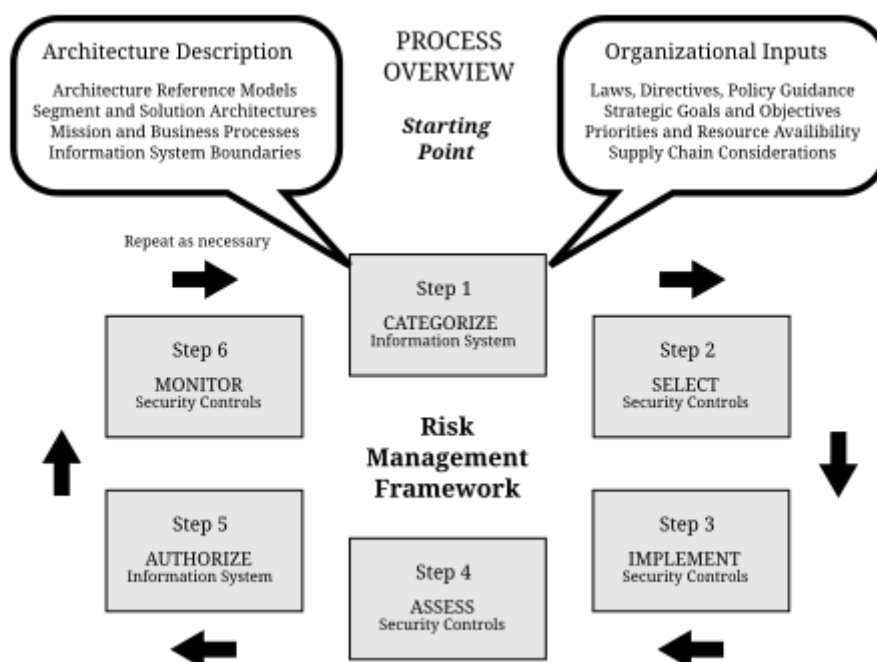 Architecture Description
Architecture Reference Models
Segment and Solution Architectures
Mission and Business Processes
Information System Boundaries
PROCESS
OVERVIEW
Starting
Point
Organizational Inputs
Laws, Directives, Policy Guidance
Strategic Goals and Objectives
Priorities and Resource Availibility
Supply Chain Considerations
Repeat as necessary
Step 1
CATEGORIZE
Information System
Step 2
SELECT
Security Controls
Step 3
IMPLEMENT
Security Controls
Step 4
ASSESS
Security Controls
Step 5
AUTHORIZE
Information System
Step 6
MONITOR
Security Controls
Risk
Management
Framework